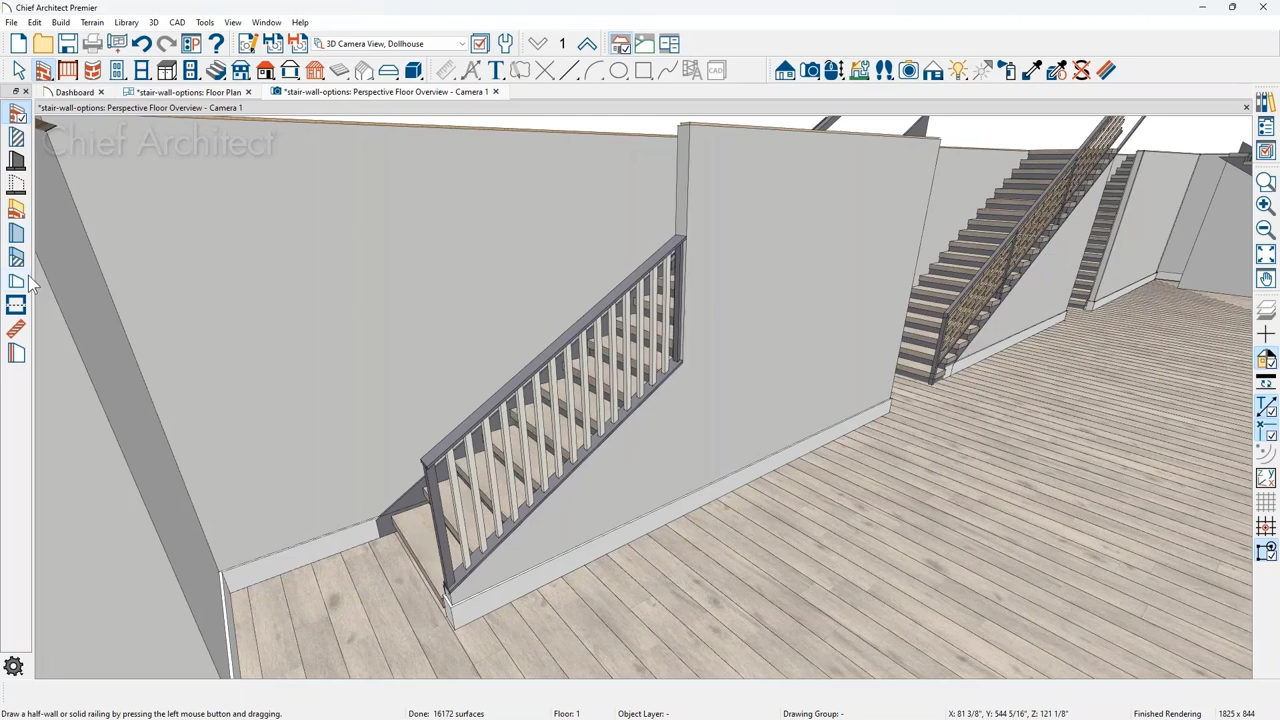 Chief Architect Premier
File Edit Build Terrain Library 3D CAD Tools View Window Help
3D Camera View, Dollhouse
1
CAD
Dashboard
*stair-wall-options: Floor Plan
*stair-wall-options: Perspective Floor Overview - Camera 1
*stair-wall-options: Perspective Floor Overview - Camera 1
Chief Architect
Draw a half-wall or solid railing by pressing the left mouse button and dragging.
Done: 16172 surfaces
Floor: 1
Object Layer: -
Drawing Group: -
X: 81 3/8", Y: 544 5/16", Z: 121 1/8"
Finished Rendering
1825 x 844